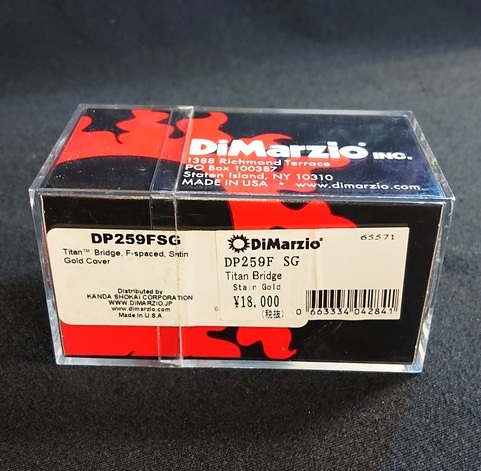 DiMarzio® INC.
1388 Richmond Terrace
PO Box 100387
Staten Island, NY 10310
MADE IN USA • www.dimarzio.com
DP259FSG
Titan™ Bridge, F-spaced, Satin
Gold Cover
Distributed by
KANDA SHOKAI CORPORATION
WWW.DIMARZIO.JP
www.dimarzio.com
Made in U.S.A.
6
DiMarzio®
65571
DP259F SG
Titan Bridge
Stain Gold
¥18,000
(税抜)
0 663334 042841